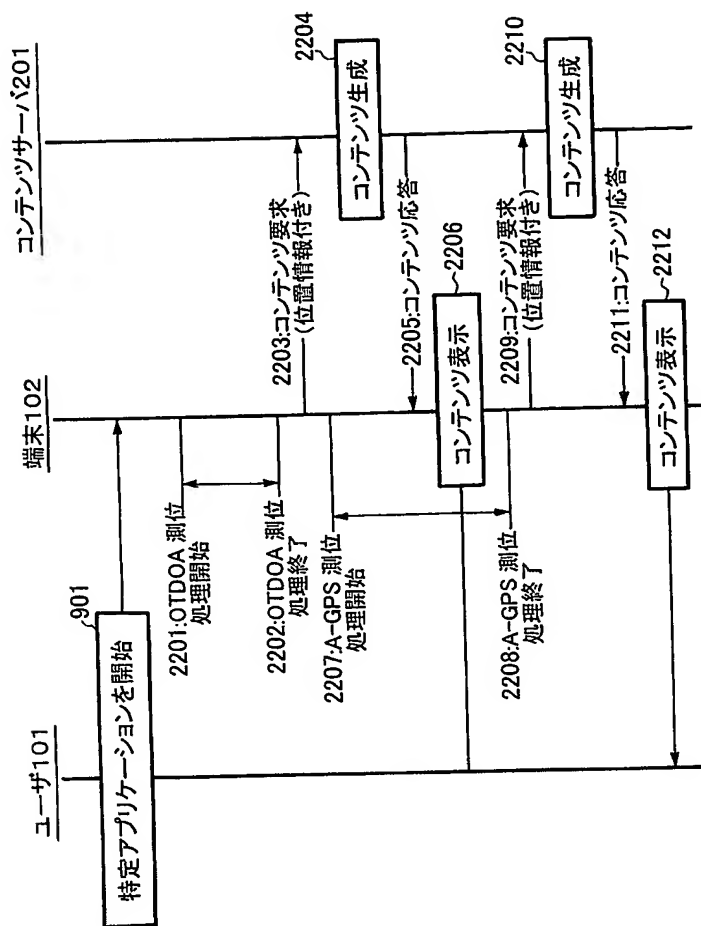 ユーザ101
端末102
コンテンツサーバ201
901
特定アプリケーションを開始
2201:OTDOA 測位
処理開始
2202:OTDOA 測位
処理終了
2203:コンテンツ要求
(位置情報付き)
2204
コンテンツ生成
2207:A-GPS 測位
処理開始
2205:コンテンツ応答
2206
コンテンツ表示
2208:A-GPS 測位
処理終了
2209:コンテンツ要求
(位置情報付き)
2210
コンテンツ生成
2211:コンテンツ応答
2212
コンテンツ表示